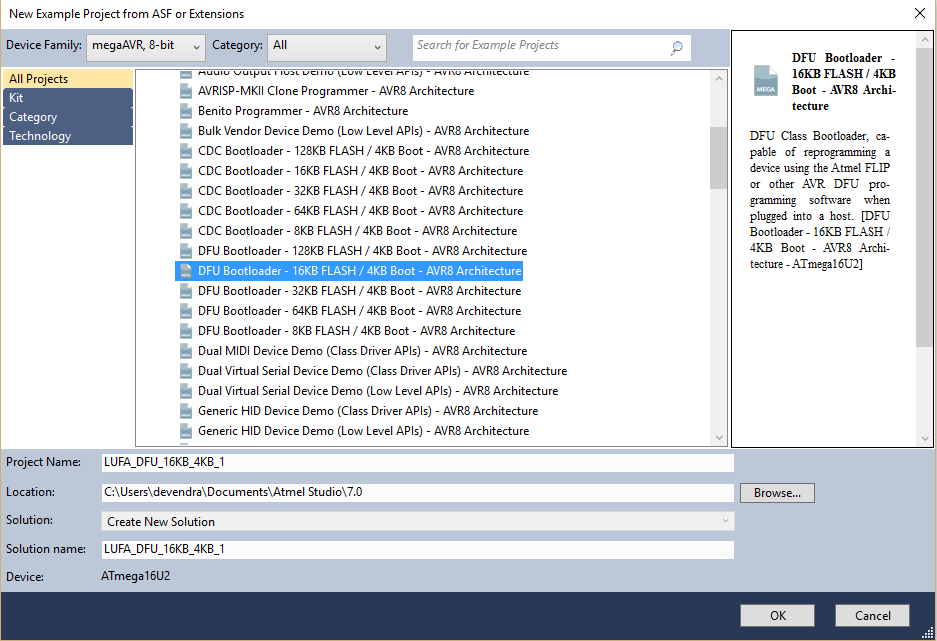 New Example Project from ASF or Extensions
Device Family: megaAVR, 8-bit Category: All Search for Example Projects
All Projects
Kit
Category
Technology
Audio Output Host Demo (Low Level APIs) - AVR8 Architecture
AVRISP-MKII Clone Programmer - AVR8 Architecture
Benito Programmer - AVR8 Architecture
Bulk Vendor Device Demo (Low Level APIs) - AVR8 Architecture
CDC Bootloader - 128KB FLASH / 4KB Boot - AVR8 Architecture
CDC Bootloader - 16KB FLASH / 4KB Boot - AVR8 Architecture
CDC Bootloader - 32KB FLASH / 4KB Boot - AVR8 Architecture
CDC Bootloader - 64KB FLASH / 4KB Boot - AVR8 Architecture
CDC Bootloader - 8KB FLASH / 4KB Boot - AVR8 Architecture
DFU Bootloader - 128KB FLASH / 4KB Boot - AVR8 Architecture
DFU Bootloader - 16KB FLASH / 4KB Boot - AVR8 Architecture
DFU Bootloader - 32KB FLASH / 4KB Boot - AVR8 Architecture
DFU Bootloader - 64KB FLASH / 4KB Boot - AVR8 Architecture
DFU Bootloader - 8KB FLASH / 4KB Boot - AVR8 Architecture
Dual MIDI Device Demo (Class Driver APIs) - AVR8 Architecture
Dual Virtual Serial Device Demo (Class Driver APIs) - AVR8 Architecture
Dual Virtual Serial Device Demo (Low Level APIs) - AVR8 Architecture
Generic HID Device Demo (Class Driver APIs) - AVR8 Architecture
Generic HID Device Demo (Low Level APIs) - AVR8 Architecture
MEGA
DFU Bootloader -
16KB FLASH / 4KB
Boot - AVR8 Archi-
tecture
DFU Class Bootloader, ca-
pable of reprogramming a
device using the Atmel FLIP
or other AVR DFU pro-
gramming software when
plugged into a host. [DFU
Bootloader - 16KB FLASH /
4KB Boot - AVR8 Archi-
tecture - ATmega16U2]
Project Name: LUFA_DFU_16KB_4KB_1
Location: C:\Users\devendra\Documents\Atmel Studio\7.0 Browse...
Solution: Create New Solution
Solution name: LUFA_DFU_16KB_4KB_1
Device: ATmega16U2
OK Cancel